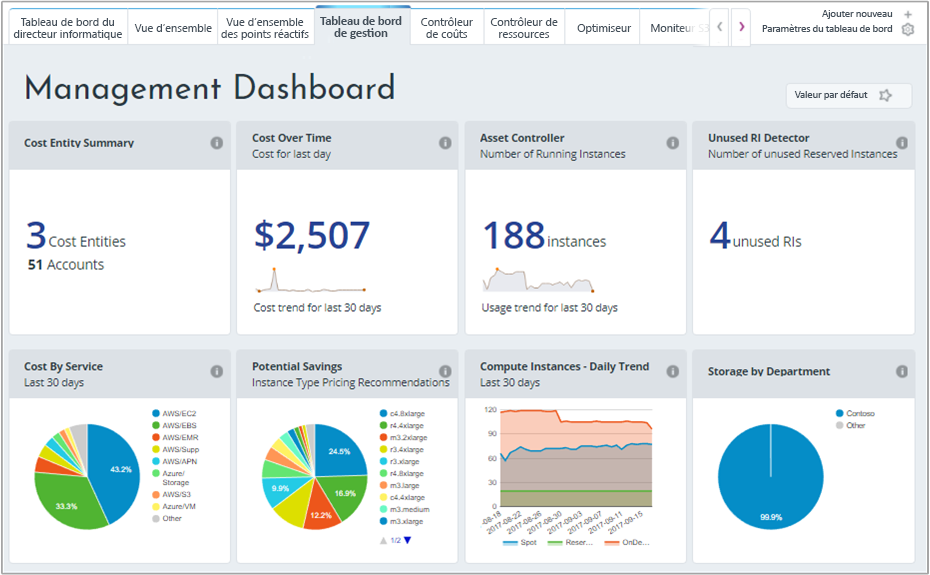 Tableau de bord du
directeur informatique
Vue d'ensemble
Vue d'ensemble
des points réactifs
Tableau de bord
de gestion
Contrôleur
de coûts
Contrôleur de
ressources
Optimiseur
Moniteur S3
Ajouter nouveau
Paramètres du tableau de bord
Management Dashboard
Valeur par défaut
Cost Entity Summary
3 Cost Entities
51 Accounts
Cost Over Time
Cost for last day
$2,507
Cost trend for last 30 days
Asset Controller
Number of Running Instances
188 instances
Usage trend for last 30 days
Unused RI Detector
Number of unused Reserved Instances
4 unused RIs
Cost By Service
Last 30 days
43.2%
33.3%
AWS/EC2
AWS/EBS
AWS/EMR
AWS/Supp
AWS/APN
Azure/
Storage
AWS/S3
Azure/VM
Other
Potential Savings
Instance Type Pricing Recommendations
24.5%
16.9%
12.2%
9.9%
c4.8xlarge
r4.4xlarge
m3.2xlarge
r3.4xlarge
r3.xlarge
r4.8xlarge
m3.large
c4.4xlarge
m3.medium
m3.xlarge
1/2
Compute Instances - Daily Trend
Last 30 days
120
90
60
30
0
-08-18
2017-08-22
2017-08-26
2017-08-30
2017-09-03
2017-09-07
2017-09-11
2017-09-15
Spot
Reser...
OnDe...
Storage by Department
99.9%
Contoso
Other